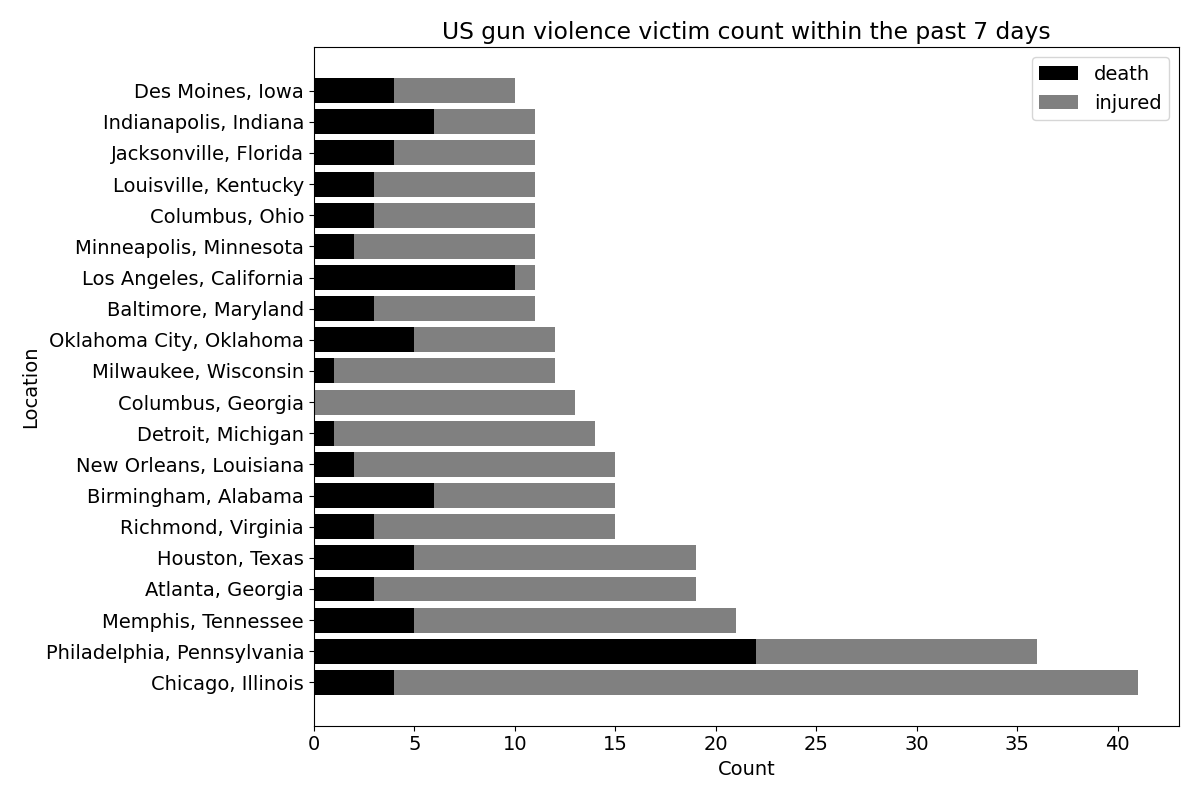 US gun violence victim count within the past 7 days
death
injured
Des Moines, Iowa
Indianapolis, Indiana
Jacksonville, Florida
Louisville, Kentucky
Columbus, Ohio
Minneapolis, Minnesota
Los Angeles, California
Baltimore, Maryland
Oklahoma City, Oklahoma
Milwaukee, Wisconsin
Columbus, Georgia
Detroit, Michigan
New Orleans, Louisiana
Birmingham, Alabama
Richmond, Virginia
Houston, Texas
Atlanta, Georgia
Memphis, Tennessee
Philadelphia, Pennsylvania
Chicago, Illinois
Location
0 5 10 15 20 25 30 35 40
Count